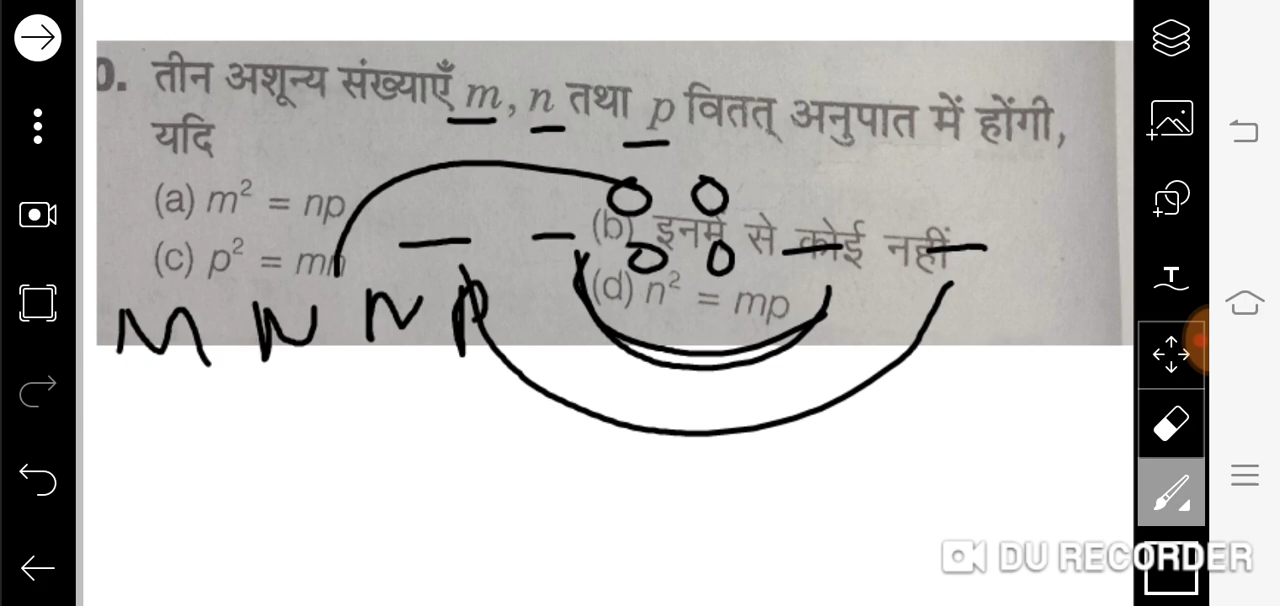 0. तीन अशून्य संख्याएँ m, n तथा p वितत् अनुपात में होंगी,
यदि
(a) m² = np
(b) इनमें से कोई नहीं
(c) p² = mn
(d) n² = mp
M N N P
DU RECORDER